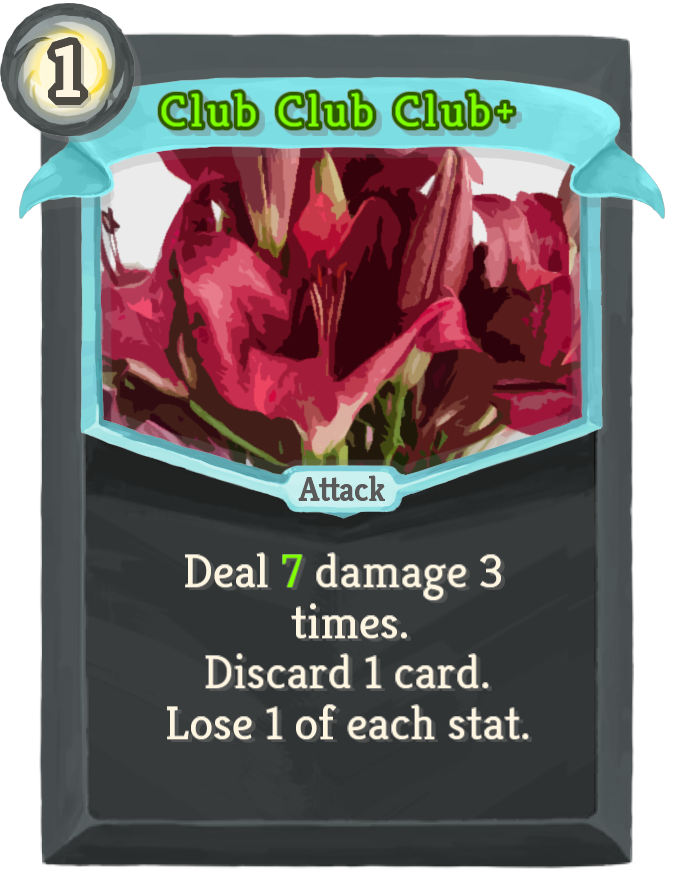 1
Club Club Club+
Attack
Deal 7 damage 3
times.
Discard 1 card.
Lose 1 of each stat.